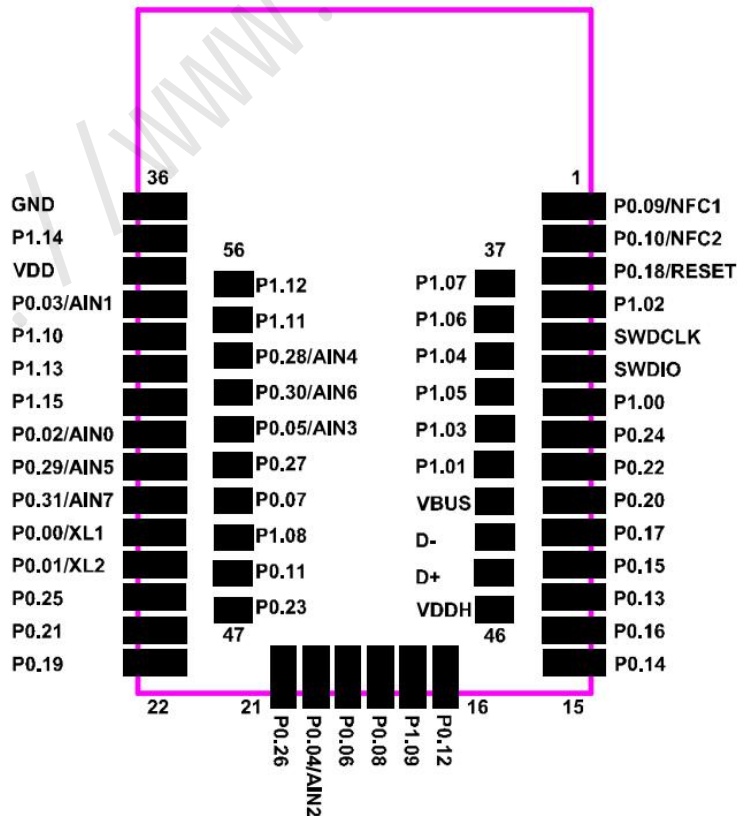 ://www.
36
1
GND
P1.14
VDD
P0.03/AIN1
P1.10
P1.13
P1.15
P0.02/AIN0
P0.29/AIN5
P0.31/AIN7
P0.00/XL1
P0.01/XL2
P0.25
P0.21
P0.19
56
P1.12
P1.11
P0.28/AIN4
P0.30/AIN6
P0.05/AIN3
P0.27
P0.07
P1.08
P0.11
P0.23
47
37
P1.07
P1.06
P1.04
P1.05
P1.03
P1.01
VBUS
D-
D+
VDDH
46
P0.09/NFC1
P0.10/NFC2
P0.18/RESET
P1.02
SWDCLK
SWDIO
P1.00
P0.24
P0.22
P0.20
P0.17
P0.15
P0.13
P0.16
P0.14
22
21
16
15
P0.26
P0.04/AIN2
P0.06
P0.08
P1.09
P0.12